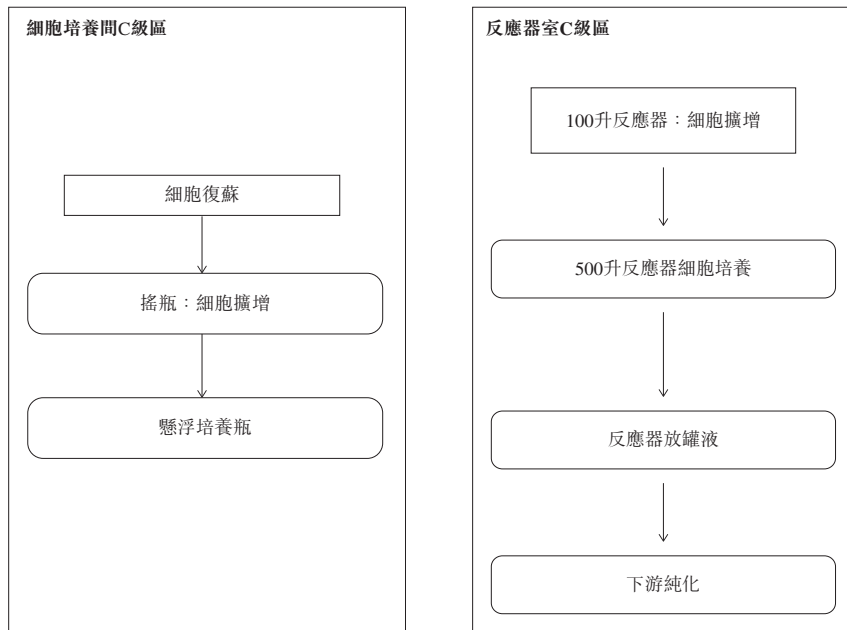 細胞培養間C級區
細胞復蘇
搖瓶：細胞擴增
懸浮培養瓶
反應器室C級區
100升反應器：細胞擴增
500升反應器細胞培養
反應器放罐液
下游純化